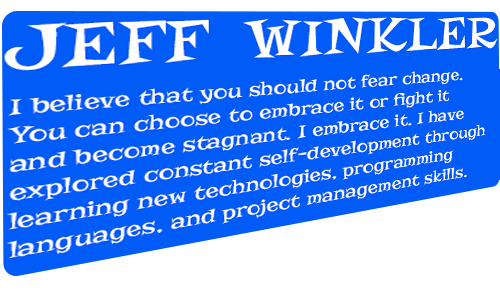 JEFF WINKLER
I believe that you should not fear change.
You can choose to embrace it or fight it
and become stagnant. I embrace it. I have
explored constant self-development through
learning new technologies, programming
languages, and project management skills.